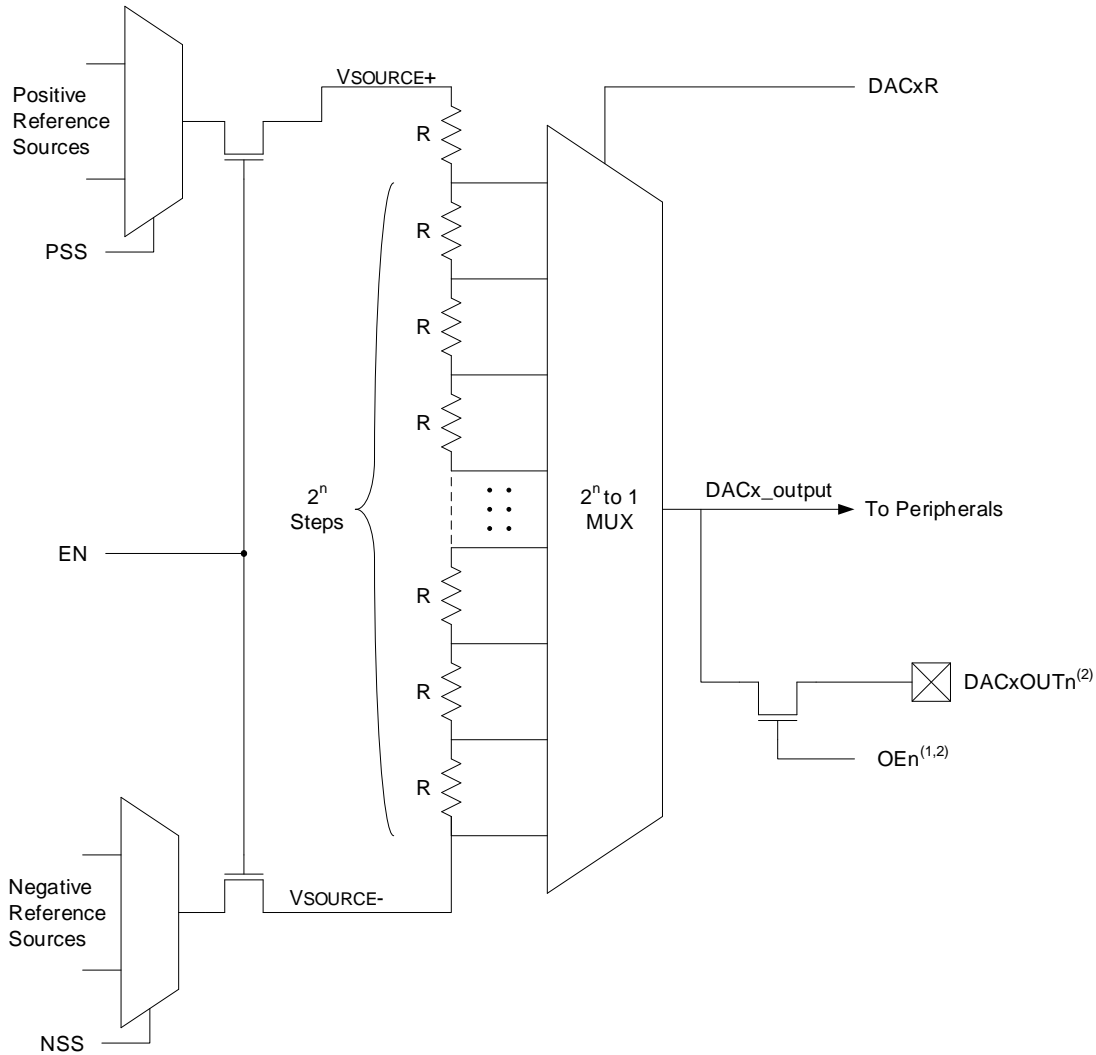 VSOURCE+
DACxR
Positive
Reference
Sources
R
R
PSS
R
R
2ⁿ
Steps
2ⁿ to 1
MUX
DACx_output
To Peripherals
EN
R
R
DACxOUTn⁽²⁾
OEn⁽¹,²⁾
R
Negative
Reference
Sources
VSOURCE-
NSS